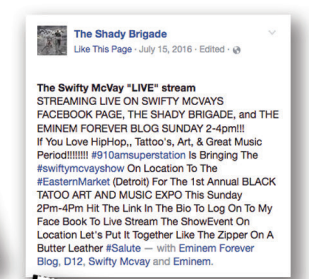 The Shady Brigade
Like This Page · July 15, 2016 · Edited ·
The Swifty McVay "LIVE" stream
STREAMING LIVE ON SWIFTY MCVAYS
FACEBOOK PAGE, THE SHADY BRIGADE, and THE
EMINEM FOREVER BLOG SUNDAY 2-4pm!!!
If You Love HipHop,, Tattoo's, Art, & Great Music
Period!!!!!!!! #910amsuperstation Is Bringing The
#swiftymcvayshow On Location To The
#EasternMarket (Detroit) For The 1st Annual BLACK
TATOO ART AND MUSIC EXPO This Sunday
2Pm-4Pm Hit The Link In The Bio To Log On To My
Face Book To Live Stream The ShowEvent On
Location Let's Put It Together Like The Zipper On A
Butter Leather #Salute — with Eminem Forever
Blog, D12, Swifty Mcvay and Eminem.